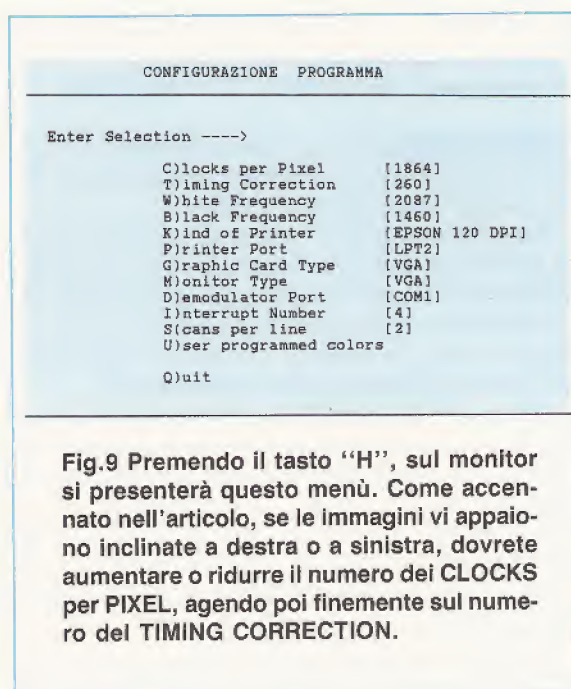 CONFIGURAZIONE PROGRAMMA
Enter Selection ---->
C)locks per Pixel [1864]
T)iming Correction [260]
W)hite Frequency [2087]
B)lack Frequency [1460]
K)ind of Printer [EPSON 120 DPI]
P)rinter Port [LPT2]
G)raphic Card Type [VGA]
M)onitor Type [VGA]
D)emodulator Port [COM1]
I)nterrupt Number [4]
S(cans per line [2]
U)ser programmed colors
Q)uit
Fig.9 Premendo il tasto "H", sul monitor
si presenterà questo menù. Come accen-
nato nell'articolo, se le immagini vi appaio-
no inclinate a destra o a sinistra, dovrete
aumentare o ridurre il numero dei CLOCKS
per PIXEL, agendo poi finemente sul nume-
ro del TIMING CORRECTION.